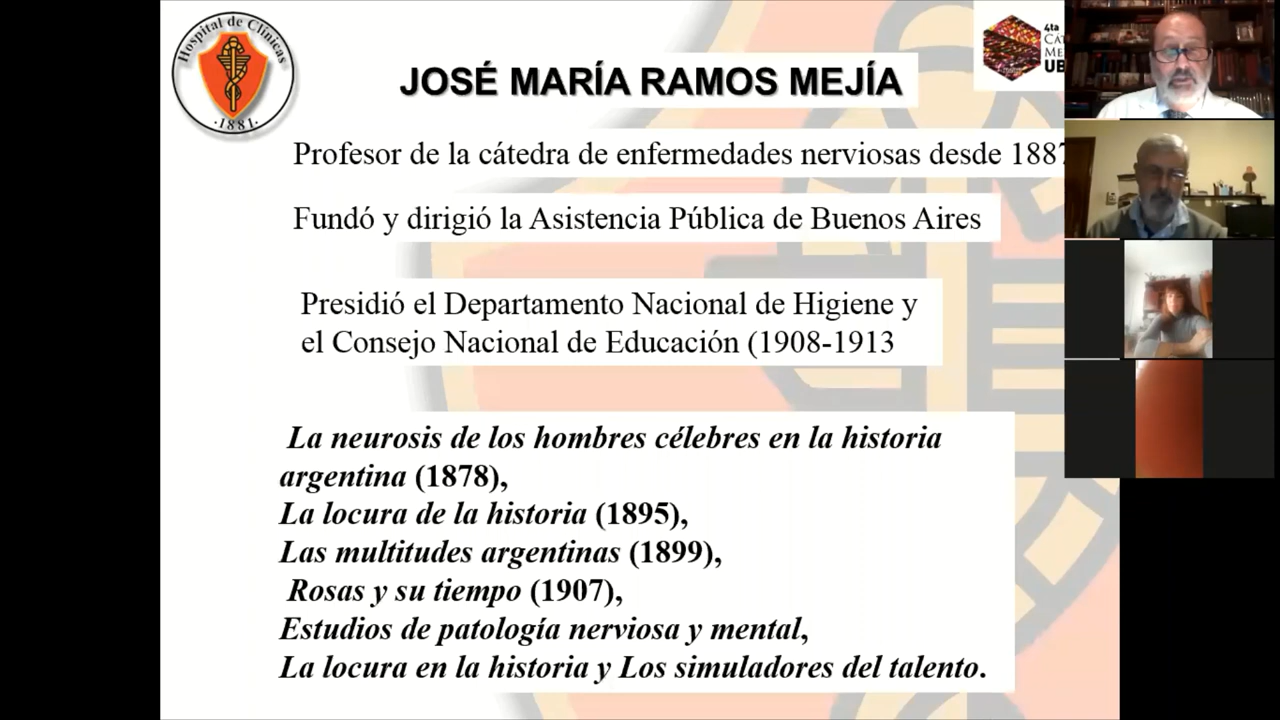 Hospital de Clínicas
·1881·
4ta
UB
JOSÉ MARÍA RAMOS MEJÍA
Profesor de la cátedra de enfermedades nerviosas desde 1887
Fundó y dirigió la Asistencia Pública de Buenos Aires
Presidió el Departamento Nacional de Higiene y
el Consejo Nacional de Educación (1908-1913
La neurosis de los hombres célebres en la historia
argentina (1878),
La locura de la historia (1895),
Las multitudes argentinas (1899),
Rosas y su tiempo (1907),
Estudios de patología nerviosa y mental,
La locura en la historia y Los simuladores del talento.